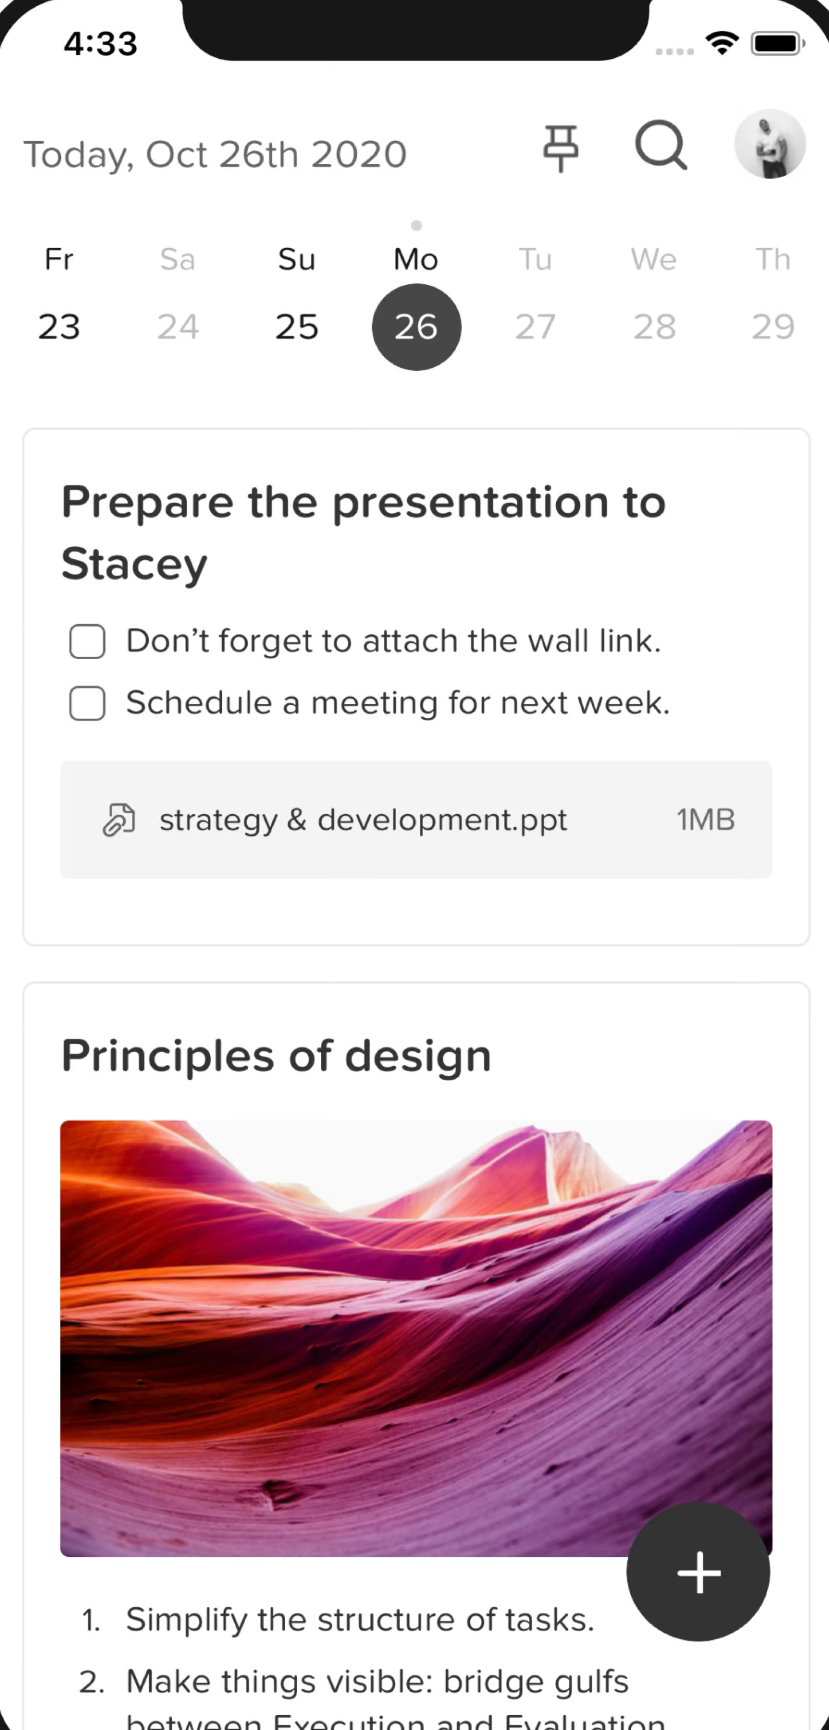 4:33
Today, Oct 26th 2020
Fr Sa Su Mo Tu We Th
23 24 25 26 27 28 29
Prepare the presentation to
Stacey
Don’t forget to attach the wall link.
Schedule a meeting for next week.
strategy & development.ppt 1MB
Principles of design
1. Simplify the structure of tasks.
2. Make things visible: bridge gulfs
between Execution and Evaluation